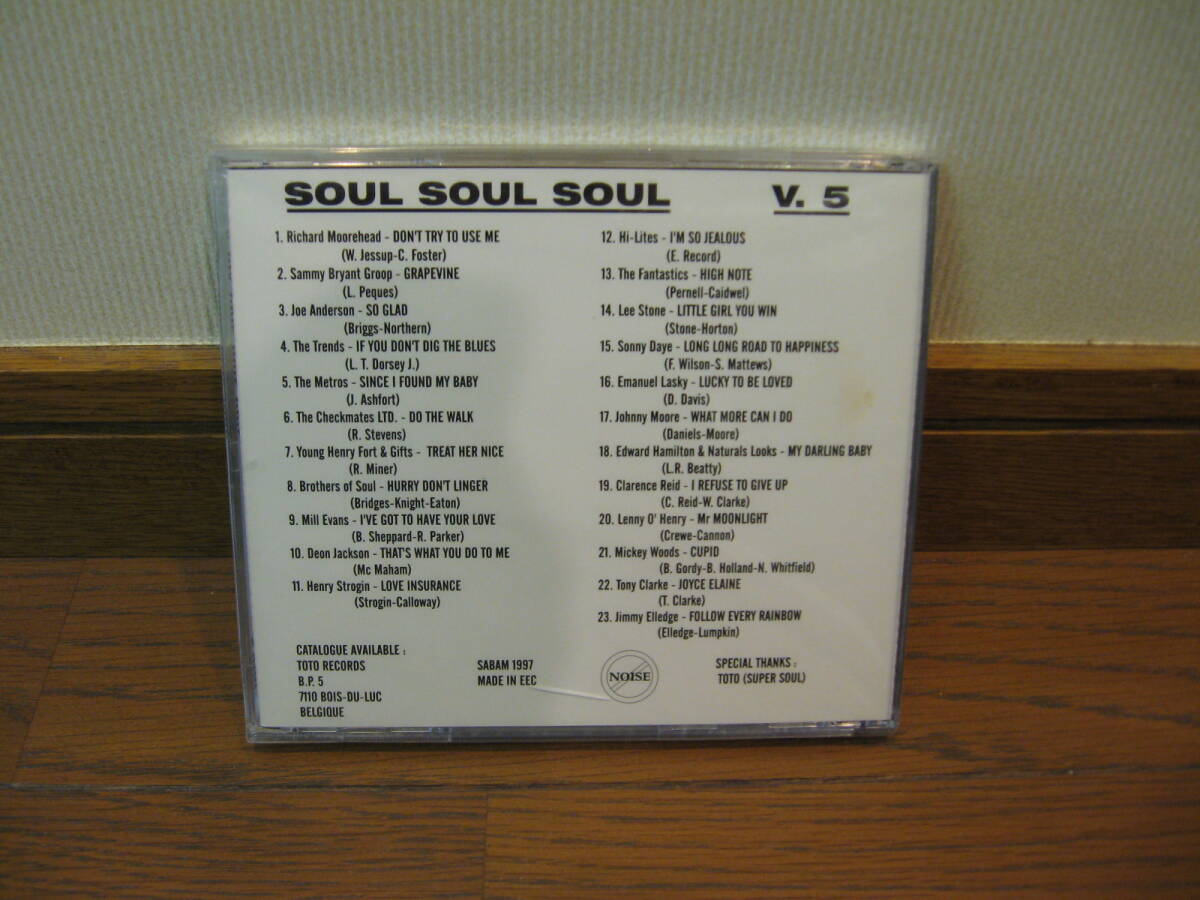 SOUL SOUL SOUL V. 5
1. Richard Moorehead - DON'T TRY TO USE ME
(W. Jessup-C. Foster)
2. Sammy Bryant Groop - GRAPEVINE
(L. Peques)
3. Joe Anderson - SO GLAD
(Briggs-Northern)
4. The Trends - IF YOU DON'T DIG THE BLUES
(L. T. Dorsey J.)
5. The Metros - SINCE I FOUND MY BABY
(J. Ashfort)
6. The Checkmates LTD. - DO THE WALK
(R. Stevens)
7. Young Henry Fort & Gifts - TREAT HER NICE
(R. Miner)
8. Brothers of Soul - HURRY DON'T LINGER
(Bridges-Knight-Eaton)
9. Mill Evans - I'VE GOT TO HAVE YOUR LOVE
(B. Sheppard-R. Parker)
10. Deon Jackson - THAT'S WHAT YOU DO TO ME
(Mc Maham)
11. Henry Strogin - LOVE INSURANCE
(Strogin-Calloway)
12. Hi-Lites - I'M SO JEALOUS
(E. Record)
13. The Fantastics - HIGH NOTE
(Pernell-Caidwel)
14. Lee Stone - LITTLE GIRL YOU WIN
(Stone-Horton)
15. Sonny Daye - LONG LONG ROAD TO HAPPINESS
(F. Wilson-S. Mattews)
16. Emanuel Lasky - LUCKY TO BE LOVED
(D. Davis)
17. Johnny Moore - WHAT MORE CAN I DO
(Daniels-Moore)
18. Edward Hamilton & Naturals Looks - MY DARLING BABY
(L.R. Beatty)
19. Clarence Reid - I REFUSE TO GIVE UP
(C. Reid-W. Clarke)
20. Lenny O' Henry - Mr MOONLIGHT
(Crewe-Cannon)
21. Mickey Woods - CUPID
(B. Gordy-B. Holland-N. Whitfield)
22. Tony Clarke - JOYCE ELAINE
(T. Clarke)
23. Jimmy Elledge - FOLLOW EVERY RAINBOW
(Elledge-Lumpkin)
CATALOGUE AVAILABLE :
TOTO RECORDS
B.P. 5
7110 BOIS-DU-LUC
BELGIQUE
SABAM 1997
MADE IN EEC
NOISE
SPECIAL THANKS :
TOTO (SUPER SOUL)